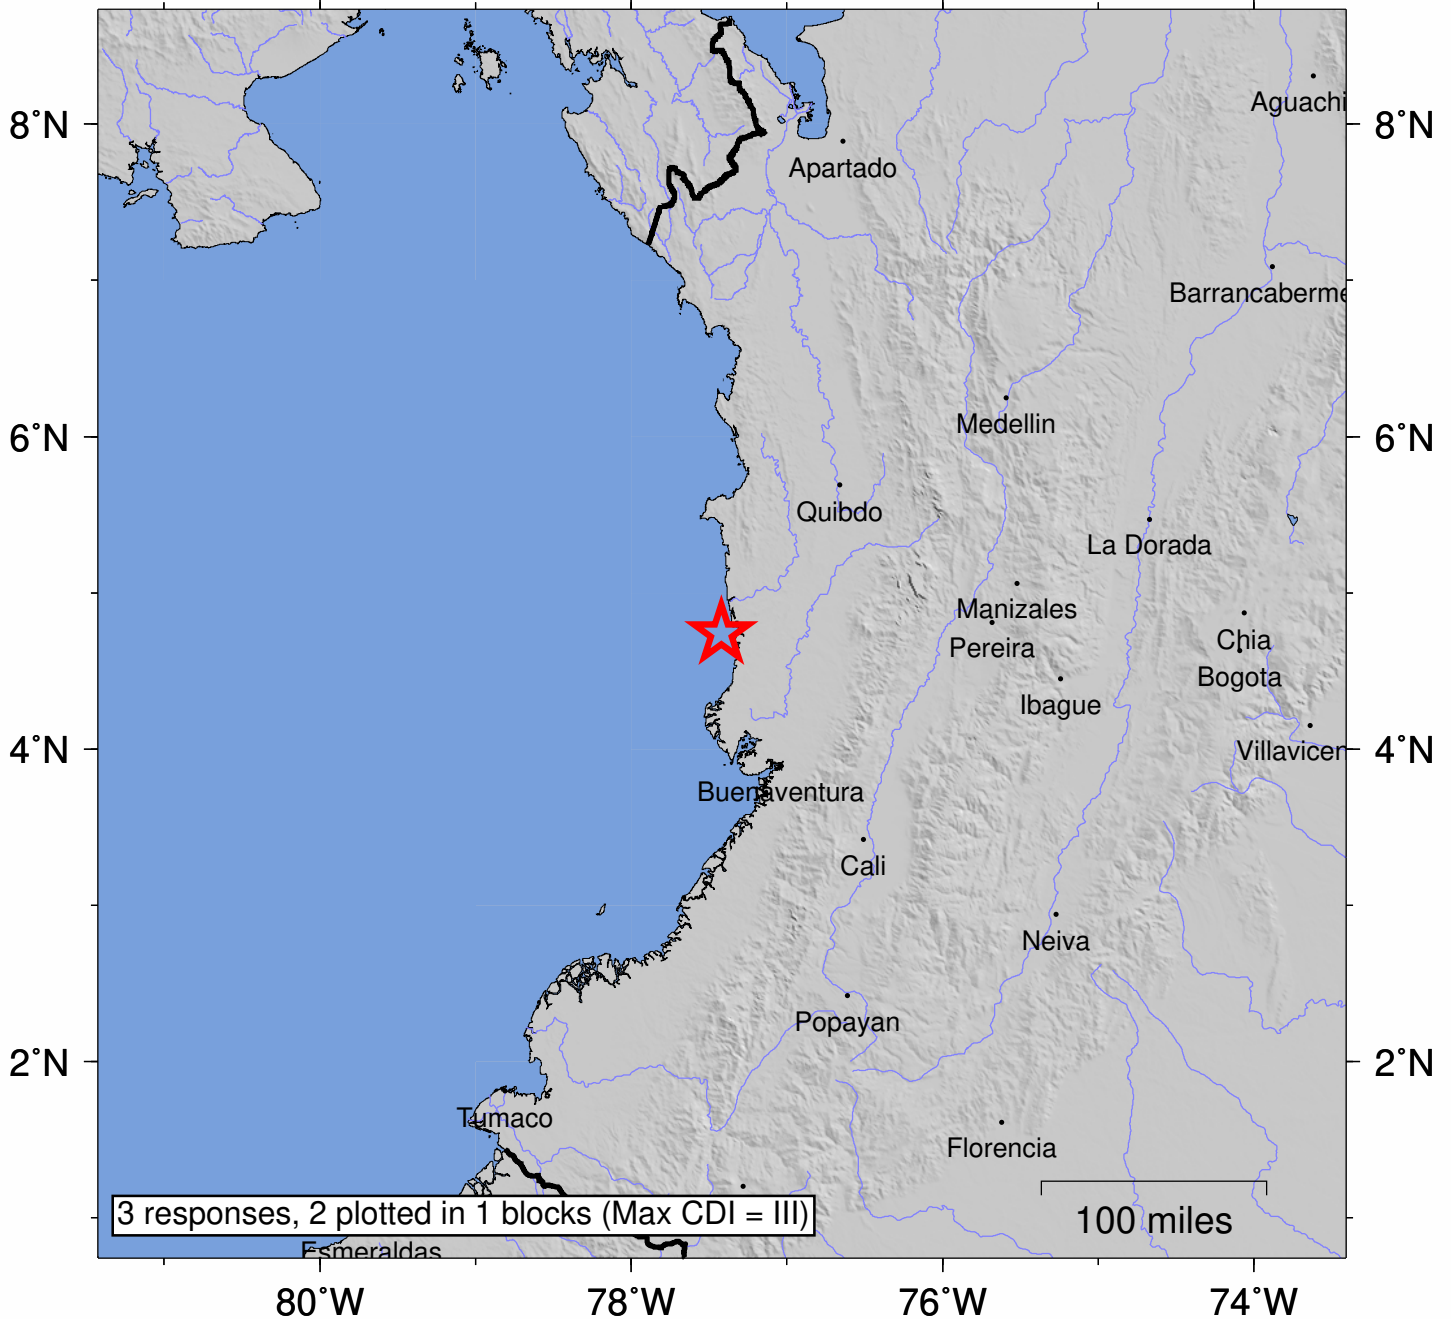 8°N
8°N
Aguachi
Apartado
Barrancaberme
6°N
6°N
Medellin
Quibdo
La Dorada
Manizales
Pereira
Chia
Bogota
Ibague
4°N
4°N
Villavicen
Buenaventura
Cali
Neiva
Popayan
2°N
2°N
Tumaco
Florencia
3 responses, 2 plotted in 1 blocks (Max CDI = III)
100 miles
Esmeraldas
80°W
78°W
76°W
74°W